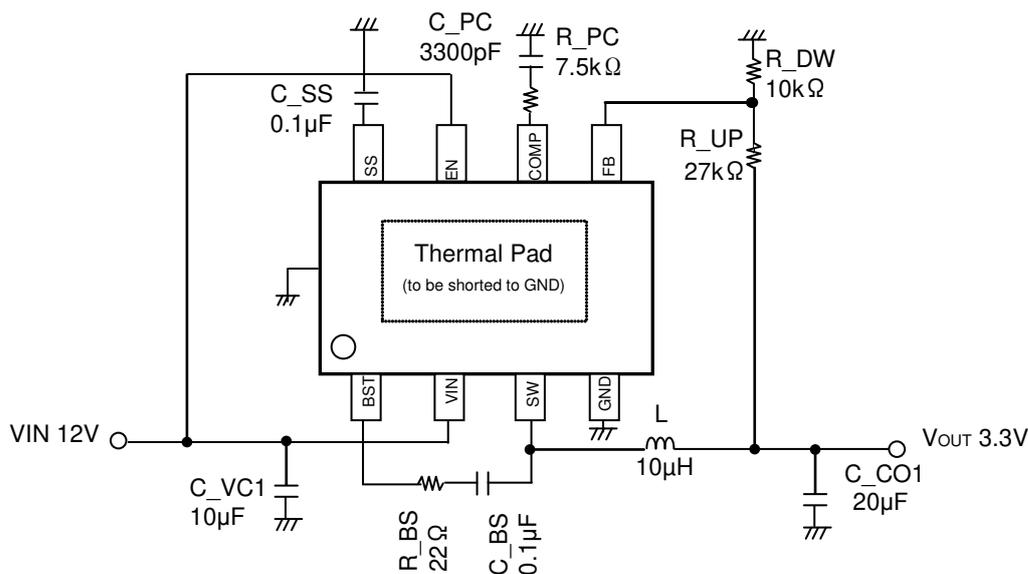 C_PC
3300pF
R_PC
7.5kΩ
R_DW
10kΩ
C_SS
0.1µF
R_UP
27kΩ
SS
EN
COMP
FB
Thermal Pad
(to be shorted to GND)
BST
VIN
SW
GND
VIN 12V
L
10µH
VOUT 3.3V
C_VC1
10µF
C_CO1
20µF
R_BS
22Ω
C_BS
0.1µF